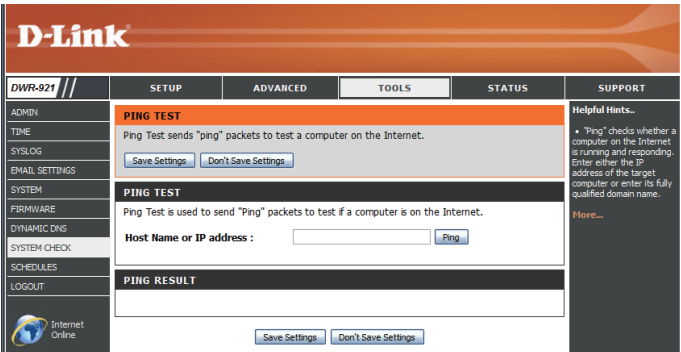 D-Link
DWR-921
SETUP
ADVANCED
TOOLS
STATUS
SUPPORT
ADMIN
TIME
SYSLOG
EMAIL SETTINGS
SYSTEM
FIRMWARE
DYNAMIC DNS
SYSTEM CHECK
SCHEDULES
LOGOUT
Internet
Online
PING TEST
Ping Test sends "ping" packets to test a computer on the Internet.
Save Settings
Don't Save Settings
PING TEST
Ping Test is used to send "Ping" packets to test if a computer is on the Internet.
Host Name or IP address :
Ping
PING RESULT
Save Settings
Don't Save Settings
Helpful Hints..
• "Ping" checks whether a
computer on the Internet
is running and responding.
Enter either the IP
address of the target
computer or enter its fully
qualified domain name.
More...